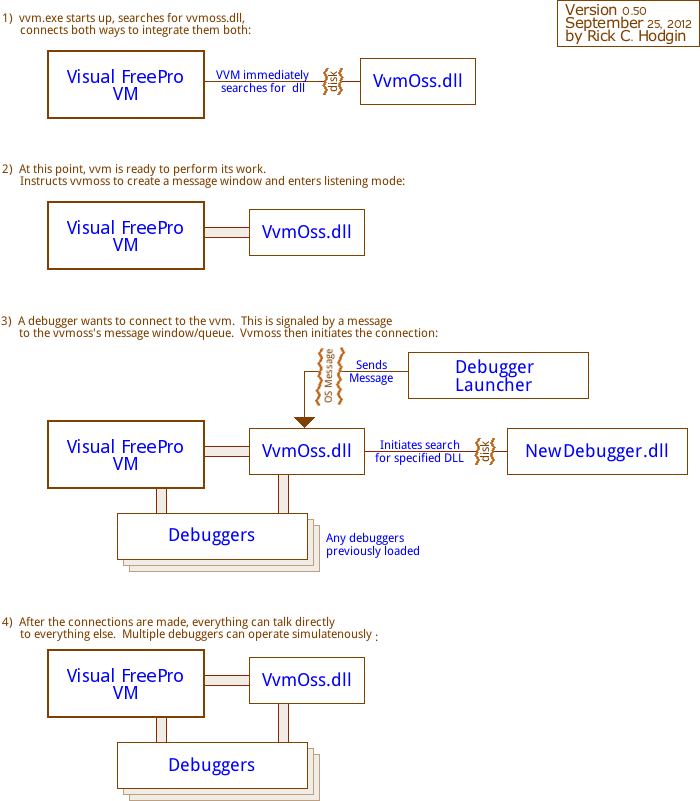 Version 0.50
September 25, 2012
by Rick C. Hodgin
1) vvm.exe starts up, searches for vvmoss.dll,
connects both ways to integrate them both:
Visual FreePro
VM
VVM immediately
searches for dll
disk
VvmOss.dll
2) At this point, vvm is ready to perform its work.
Instructs vvmoss to create a message window and enters listening mode:
Visual FreePro
VM
VvmOss.dll
3) A debugger wants to connect to the vvm. This is signaled by a message
to the vvmoss's message window/queue. Vvmoss then initiates the connection:
OS Message
Sends
Message
Debugger
Launcher
Visual FreePro
VM
VvmOss.dll
Initiates search
for specified DLL
disk
NewDebugger.dll
Debuggers
Any debuggers
previously loaded
4) After the connections are made, everything can talk directly
to everything else. Multiple debuggers can operate simulatenously :
Visual FreePro
VM
VvmOss.dll
Debuggers